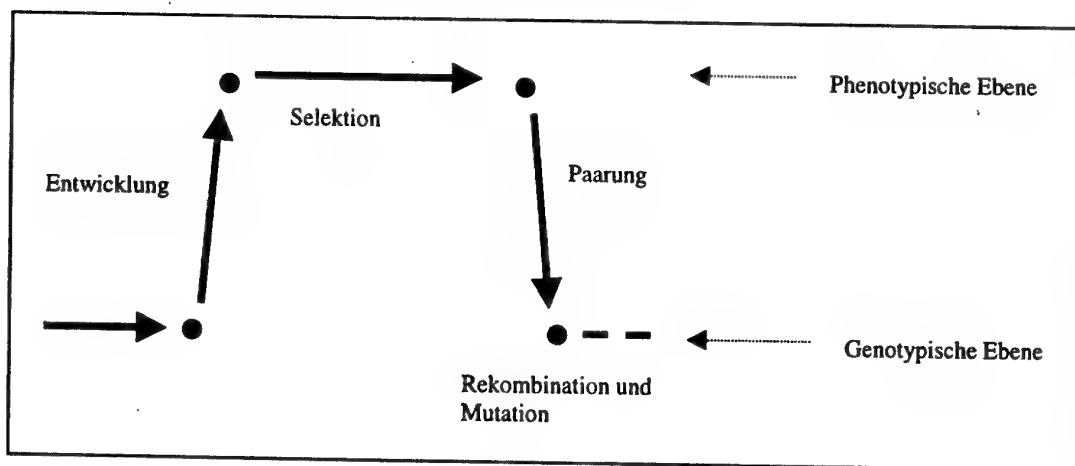 Phenotypische Ebene
Selektion
Entwicklung
Paarung
Genotypische Ebene
Rekombination und
Mutation